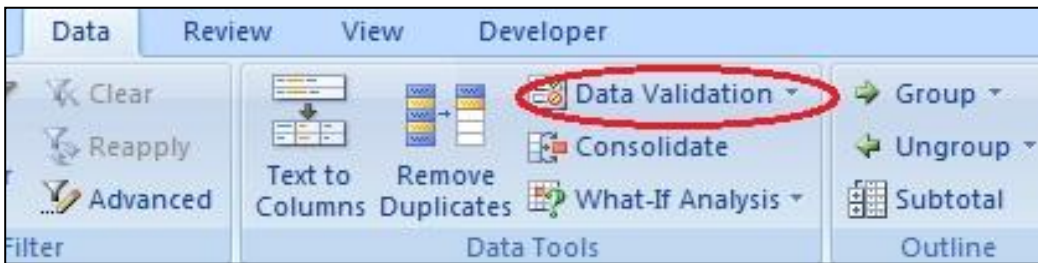 Data Review View Developer
Clear
Reapply
Advanced
Filter
Text to
Columns
Remove
Duplicates
Data Validation
Consolidate
What-If Analysis
Data Tools
Group
Ungroup
Subtotal
Outline